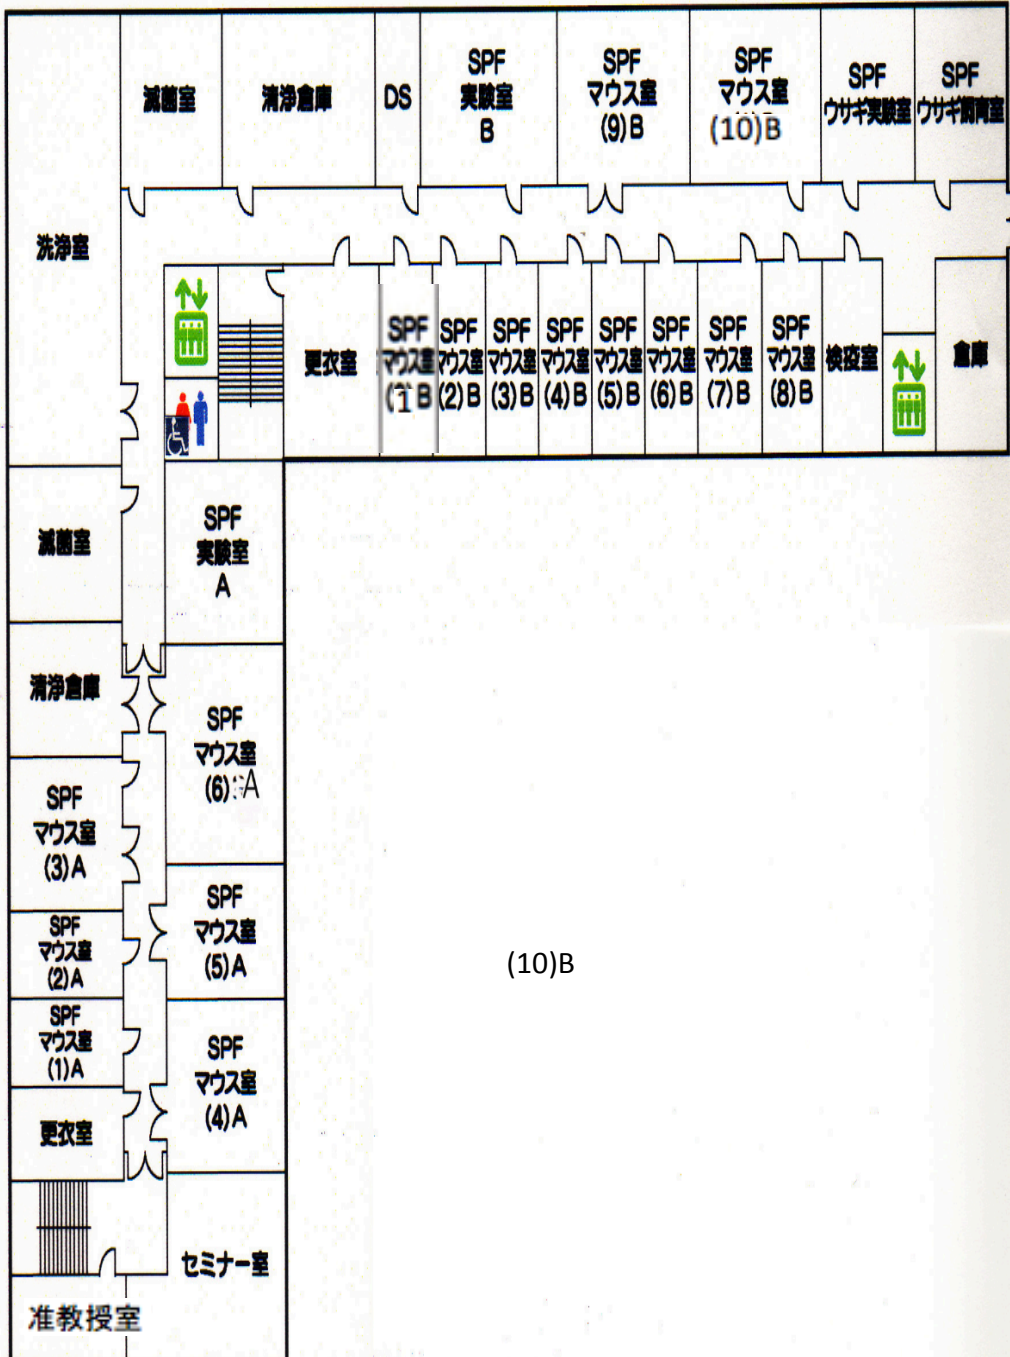 滅菌室
清浄倉庫
DS
SPF
実験室
B
SPF
マウス室
(9)B
SPF
マウス室
(10)B
SPF
ウサギ実験室
SPF
ウサギ飼育室
洗浄室
更衣室
SPF
マウス室
(1 B
SPF
マウス室
(2)B
SPF
マウス室
(3)B
SPF
マウス室
(4)B
SPF
マウス室
(5)B
SPF
マウス室
(6)B
SPF
マウス室
(7)B
SPF
マウス室
(8)B
検疫室
倉庫
滅菌室
SPF
実験室
A
清浄倉庫
SPF
マウス室
(6) A
SPF
マウス室
(3)A
SPF
マウス室
(5)A
SPF
マウス室
(2)A
(10)B
SPF
マウス室
(1)A
SPF
マウス室
(4)A
更衣室
セミナー室
准教授室